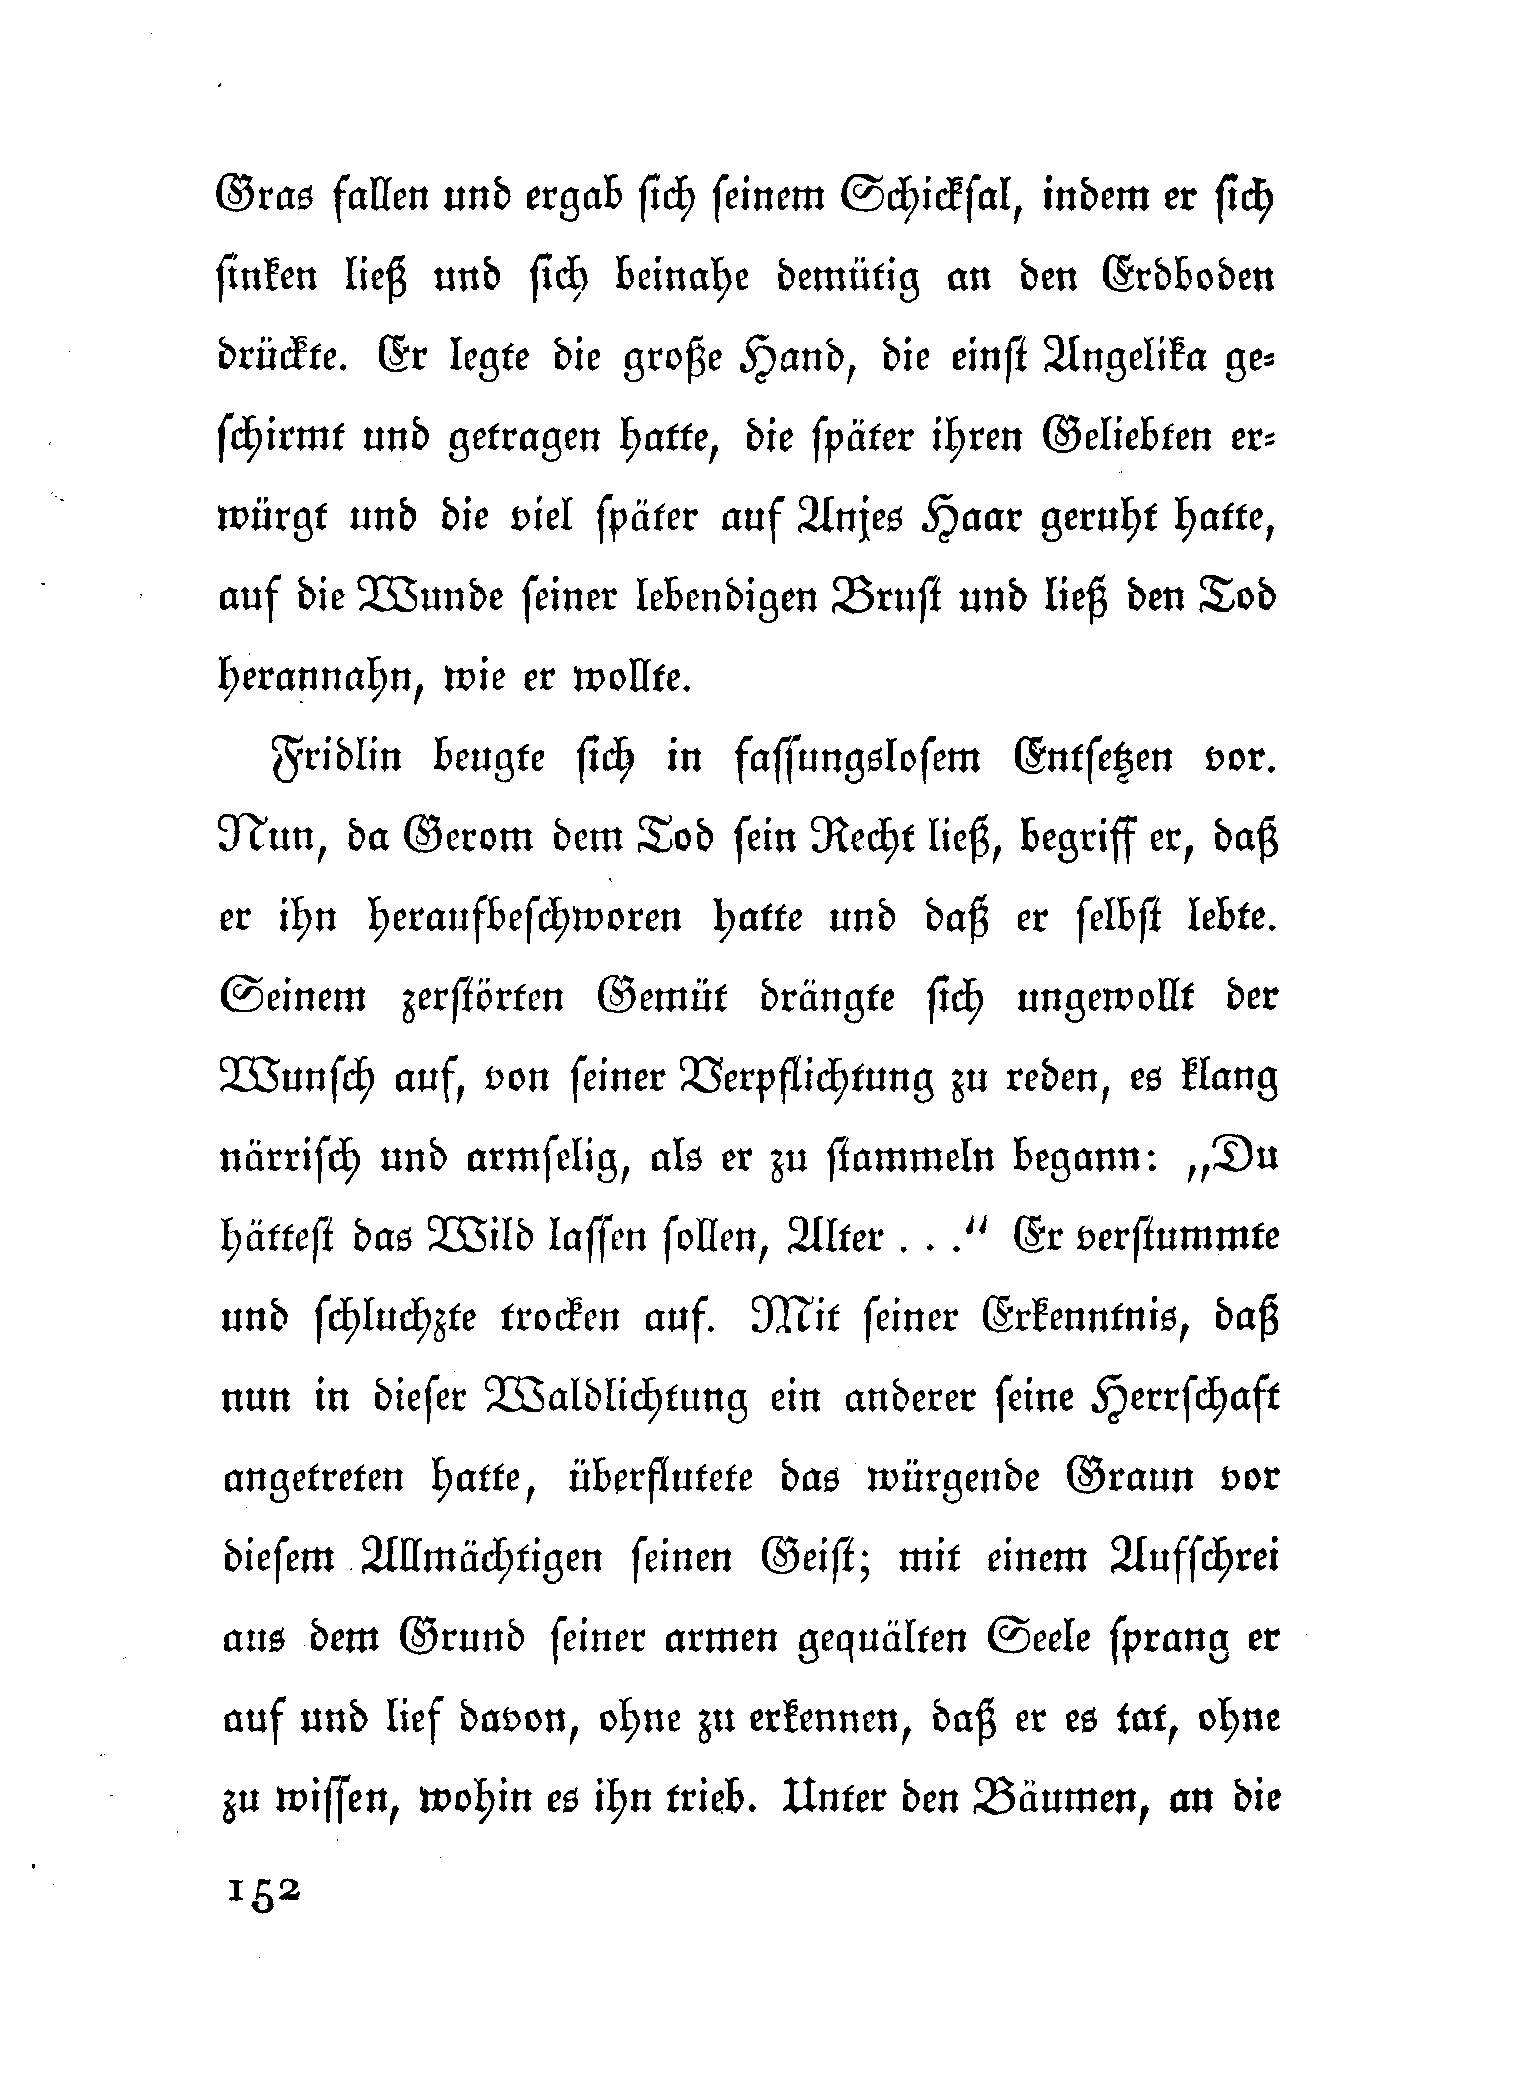 Gras fallen und ergab sich seinem Schicksal, indem er sich
sinken ließ und sich beinahe demütig an den Erdboden
drückte. Er legte die große Hand, die einst Angelika ge-
schirmt und getragen hatte, die später ihren Geliebten er-
würgt und die viel später auf Anjes Haar geruht hatte,
auf die Wunde seiner lebendigen Brust und ließ den Tod
herannahn, wie er wollte.
Fridlin beugte sich in fassungslosem Entsetzen vor.
Nun, da Gerom dem Tod sein Recht ließ, begriff er, daß
er ihn heraufbeschworen hatte und daß er selbst lebte.
Seinem zerstörten Gemüt drängte sich ungewollt der
Wunsch auf, von seiner Verpflichtung zu reden, es klang
närrisch und armselig, als er zu stammeln begann: „Du
hättest das Wild lassen sollen, Alter . . .“ Er verstummte
und schluchzte trocken auf. Mit seiner Erkenntnis, daß
nun in dieser Waldlichtung ein anderer seine Herrschaft
angetreten hatte, überflutete das würgende Graun vor
diesem Allmächtigen seinen Geist; mit einem Aufschrei
aus dem Grund seiner armen gequälten Seele sprang er
auf und lief davon, ohne zu erkennen, daß er es tat, ohne
zu wissen, wohin es ihn trieb. Unter den Bäumen, an die
152